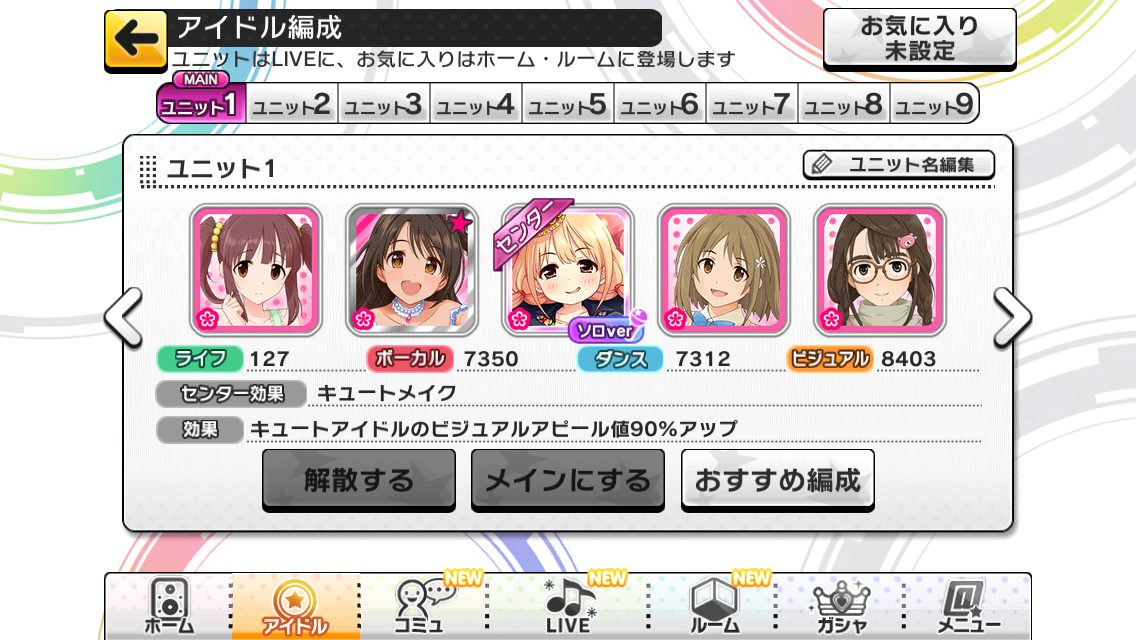 アイドル編成
ユニットはLIVEに、お気に入りはホーム・ルームに登場します
お気に入り
未設定
MAIN
ユニット1 ユニット2 ユニット3 ユニット4 ユニット5 ユニット6 ユニット7 ユニット8 ユニット9
ユニット1
ユニット名編集
センター
ソロver
ライフ 127 ボーカル 7350 ダンス 7312 ビジュアル 8403
センター効果 キュートメイク
効果 キュートアイドルのビジュアルアピール値90%アップ
解散する メインにする おすすめ編成
NEW NEW NEW
ホーム アイドル コミュ LIVE ルーム ガシャ @ メニュー